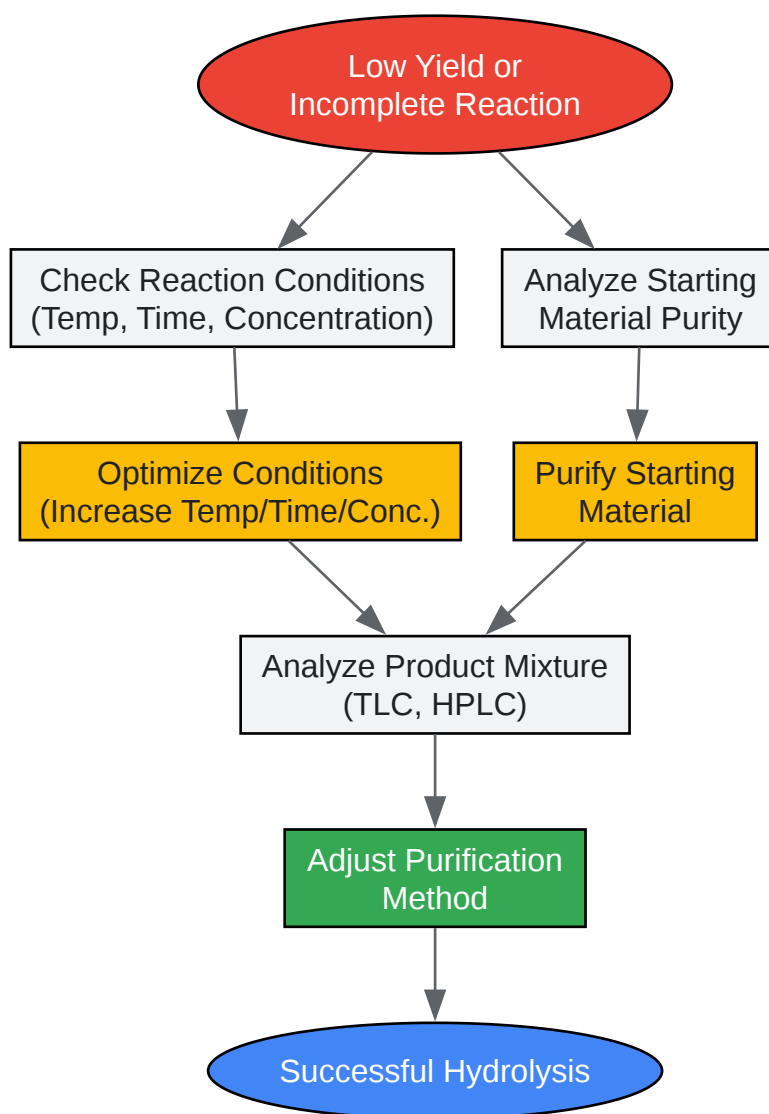 Low Yield or
Incomplete Reaction
Check Reaction Conditions
(Temp, Time, Concentration)
Analyze Starting
Material Purity
Optimize Conditions
(Increase Temp/Time/Conc.)
Purify Starting
Material
Analyze Product Mixture
(TLC, HPLC)
Adjust Purification
Method
Successful Hydrolysis